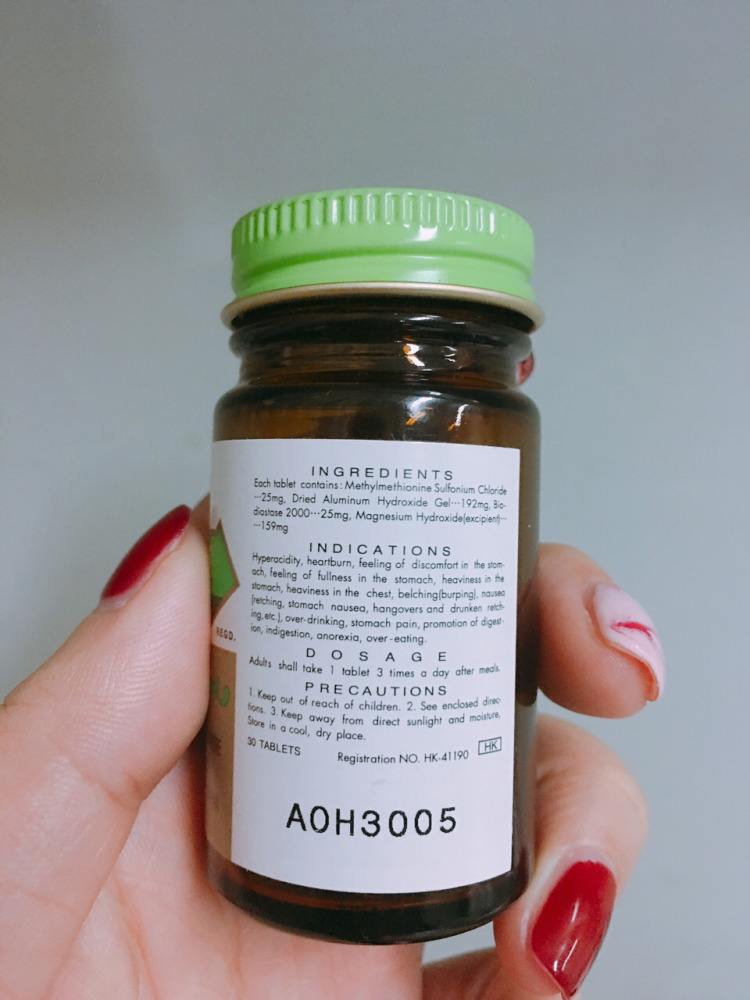 INGREDIENTS
Each tablet contains: Methylmethionine Sulfonium Chloride
⋯25mg, Dried Aluminum Hydroxide Gel⋯192mg, Bio-
diastase 2000⋯25mg, Magnesium Hydroxide(excipient)⋯
⋯159mg
INDICATIONS
Hyperacidity, heartburn, feeling of discomfort in the stom-
ach, feeling of fullness in the stomach, heaviness in the
stomach, heaviness in the chest, belching(burping), nausea
(retching, stomach nausea, hangovers and drunken retch-
ing,etc.), over-drinking, stomach pain, promotion of digest-
ion, indigestion, anorexia, over-eating.
DOSAGE
Adults shall take 1 tablet 3 times a day after meals.
PRECAUTIONS
1. Keep out of reach of children. 2. See enclosed direc-
tions. 3. Keep away from direct sunlight and moisture,
Store in a cool, dry place.
30 TABLETS
Registration NO. HK-41190 HK
AOH3005
REGD.